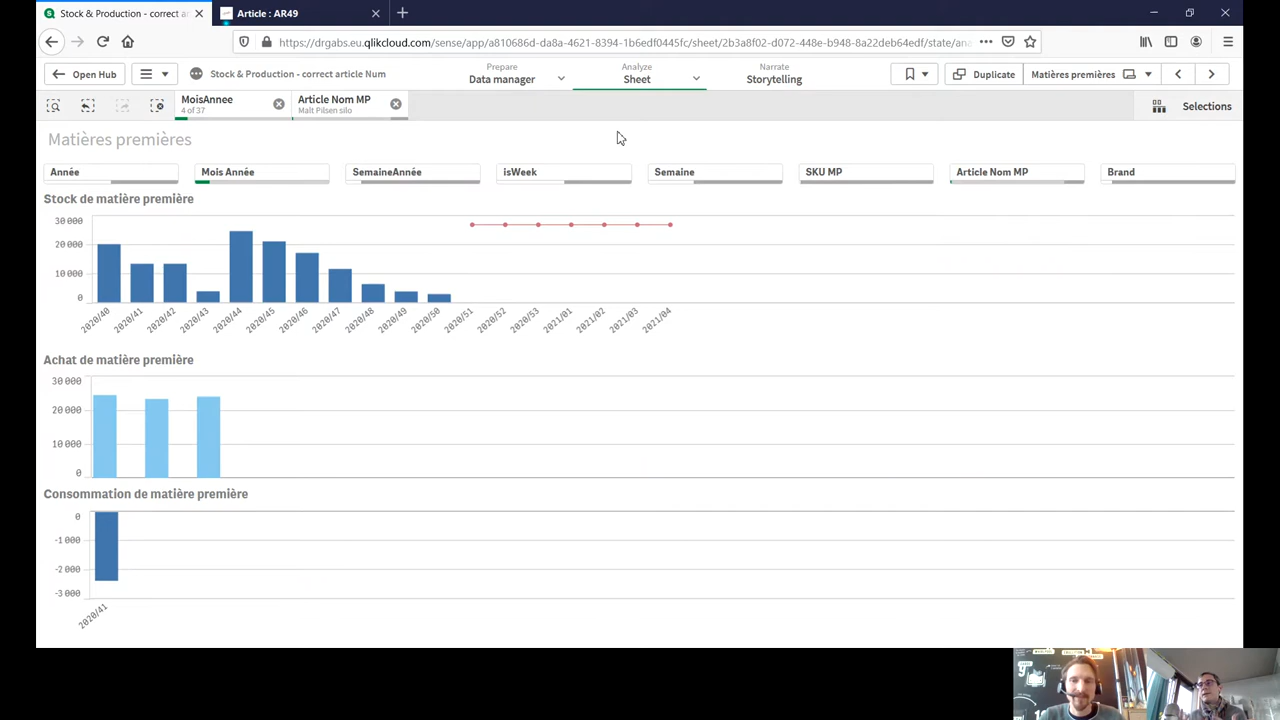 Stock & Production - correct a
Article : AR49
https://drgabs.eu.qlikcloud.com/sense/app/a810686d-da8a-4621-8394-1b6edf0445fc/sheet/2b3a8f02-d072-448e-b948-8a22deb64edf/state/ana
Open Hub
Stock & Production - correct article Num
Prepare
Data manager
Analyze
Sheet
Narrate
Storytelling
Duplicate
Matières premières
MoisAnnee
4 of 37
Article Nom MP
Malt Pilsen silo
Selections
Matières premières
Année
Mois Année
SemaineAnnée
isWeek
Semaine
SKU MP
Article Nom MP
Brand
Stock de matière première
30 000
20 000
10 000
0
2020/40 2020/41 2020/42 2020/43 2020/44 2020/45 2020/46 2020/47 2020/48 2020/49 2020/50 2020/51 2020/52 2020/53 2021/01 2021/02 2021/03 2021/04
Achat de matière première
30 000
20 000
10 000
0
Consommation de matière première
0
-1 000
-2 000
-3 000
2020/41